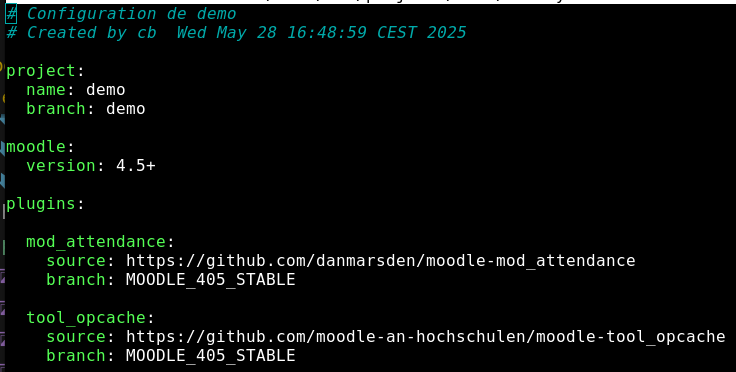 # Configuration de demo
# Created by cb  Wed May 28 16:48:59 CEST 2025
project:
  name: demo
  branch: demo
moodle:
  version: 4.5+
plugins:
  mod_attendance:
    source: https://github.com/danmarsden/moodle-mod_attendance
    branch: MOODLE_405_STABLE
  tool_opcache:
    source: https://github.com/moodle-an-hochschulen/moodle-tool_opcache
    branch: MOODLE_405_STABLE